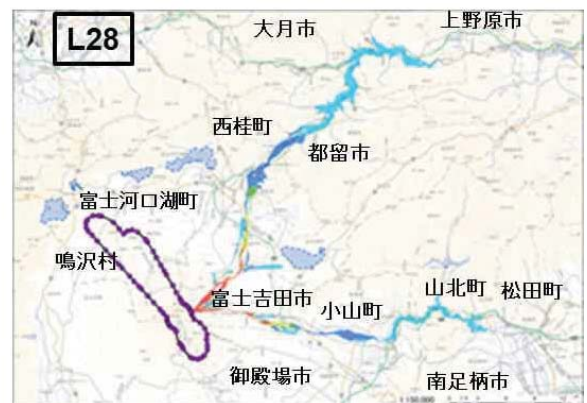 L28
大月市
上野原市
西桂町
都留市
富士河口湖町
鳴沢村
富士吉田市
小山町
山北町
松田町
御殿場市
南足柄市